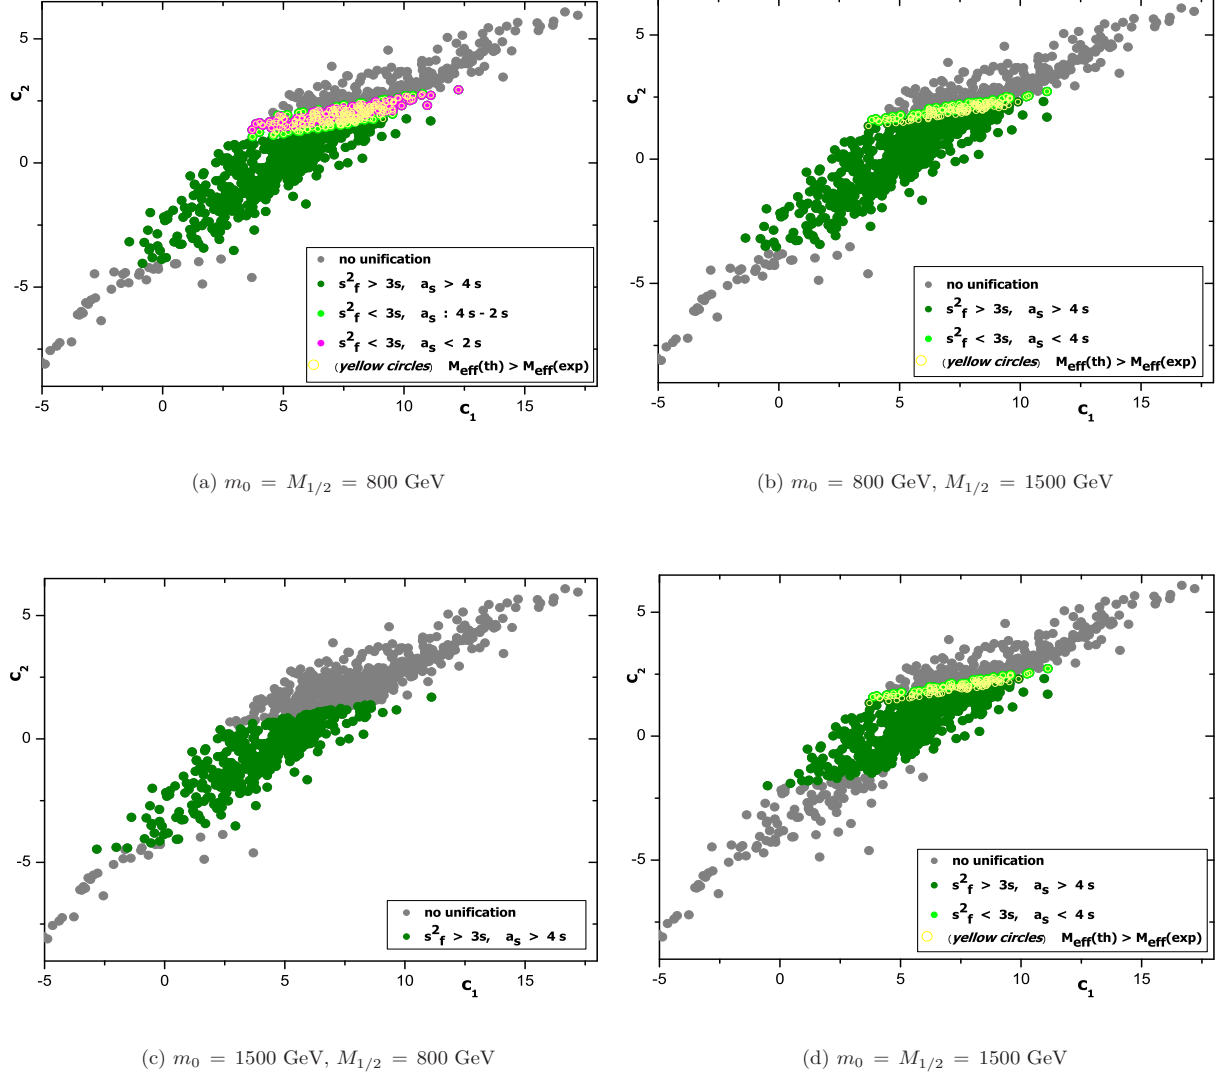 5
0
-5
c2
-5
0
5
10
15
c1
no unification
s²f > 3s, as > 4 s
s²f < 3s, as : 4 s - 2 s
s²f < 3s, as < 2 s
(yellow circles) Meff(th) > Meff(exp)
(a) m0 = M1/2 = 800 GeV
5
0
-5
c2
-5
0
5
10
15
c1
no unification
s²f > 3s, as > 4 s
s²f < 3s, as < 4 s
(yellow circles) Meff(th) > Meff(exp)
(b) m0 = 800 GeV, M1/2 = 1500 GeV
5
0
-5
c2
-5
0
5
10
15
c1
no unification
s²f > 3s, as > 4 s
(c) m0 = 1500 GeV, M1/2 = 800 GeV
5
0
-5
c2
-5
0
5
10
15
c1
no unification
s²f > 3s, as > 4 s
s²f < 3s, as < 4 s
(yellow circles) Meff(th) > Meff(exp)
(d) m0 = M1/2 = 1500 GeV